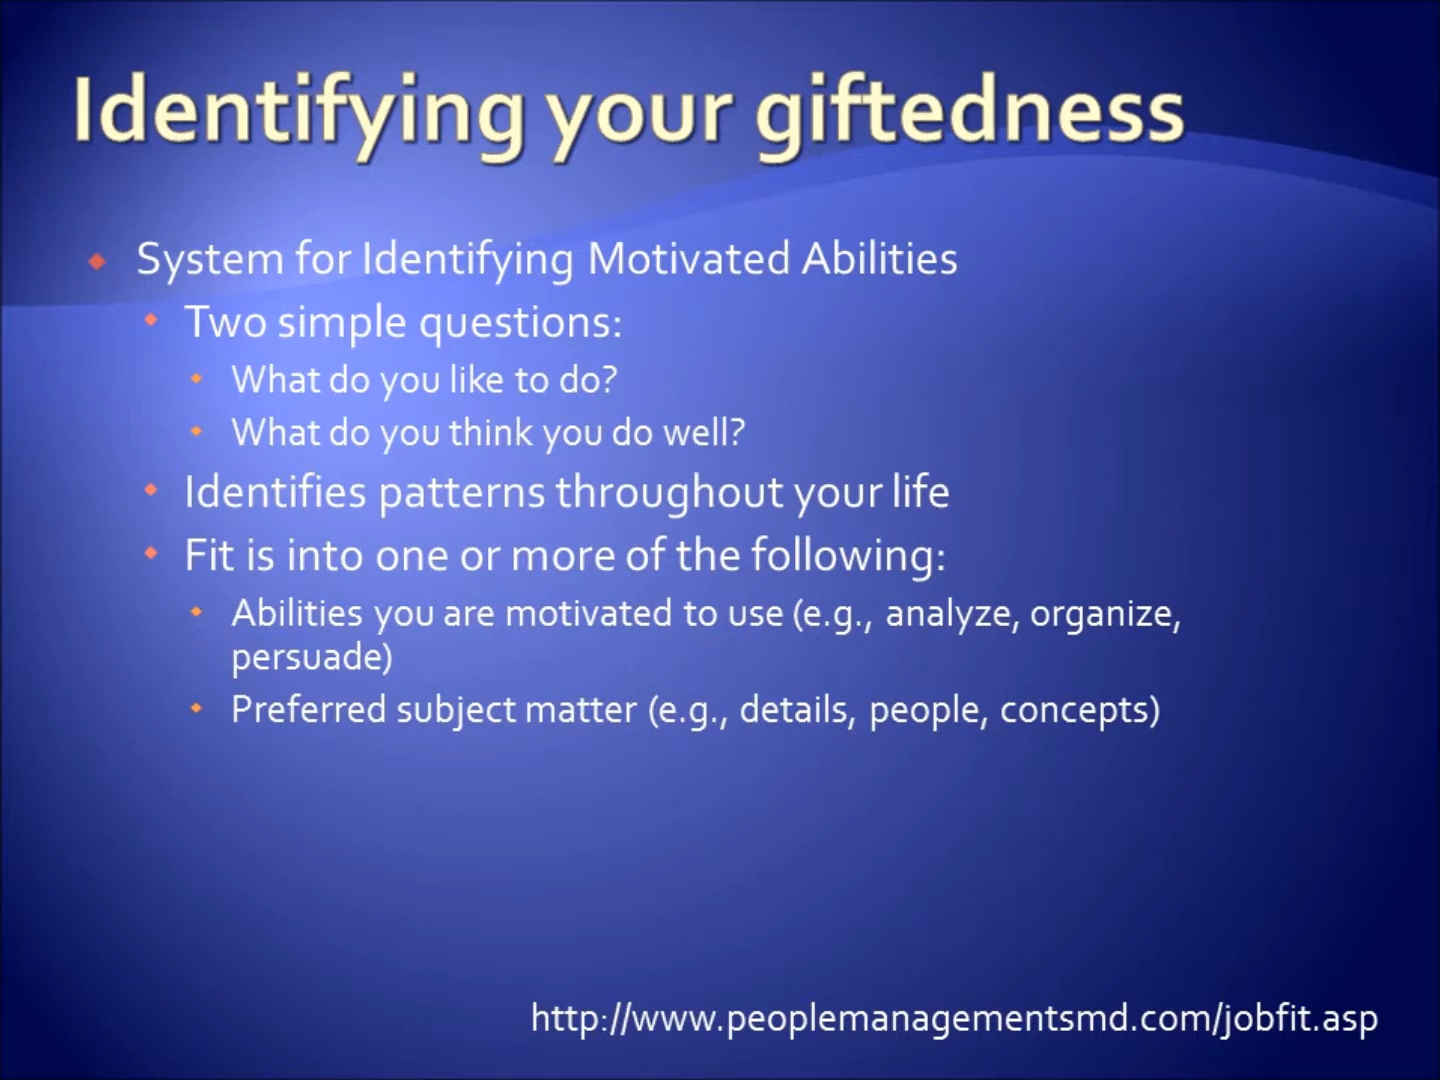 Identifying your giftedness
System for Identifying Motivated Abilities
Two simple questions:
What do you like to do?
What do you think you do well?
Identifies patterns throughout your life
Fit is into one or more of the following:
Abilities you are motivated to use (e.g., analyze, organize,
persuade)
Preferred subject matter (e.g., details, people, concepts)
http://www.peoplemanagementsmd.com/jobfit.asp